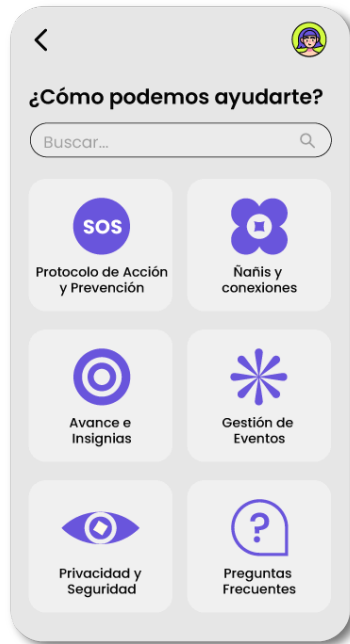 ¿Cómo podemos ayudarte?
Buscar...
SOS
Protocolo de Acción
y Prevención
Ñañis y
conexiones
Avance e
Insignias
Gestión de
Eventos
Privacidad y
Seguridad
?
Preguntas
Frecuentes